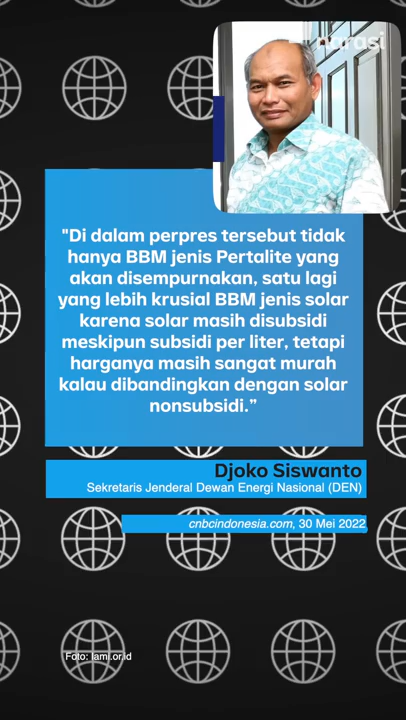 narasi
"Di dalam perpres tersebut tidak
hanya BBM jenis Pertalite yang
akan disempurnakan, satu lagi
yang lebih krusial BBM jenis solar
karena solar masih disubsidi
meskipun subsidi per liter, tetapi
harganya masih sangat murah
kalau dibandingkan dengan solar
nonsubsidi.”
Djoko Siswanto
Sekretaris Jenderal Dewan Energi Nasional (DEN)
cnbcindonesia.com, 30 Mei 2022
Foto: Iami.or.id